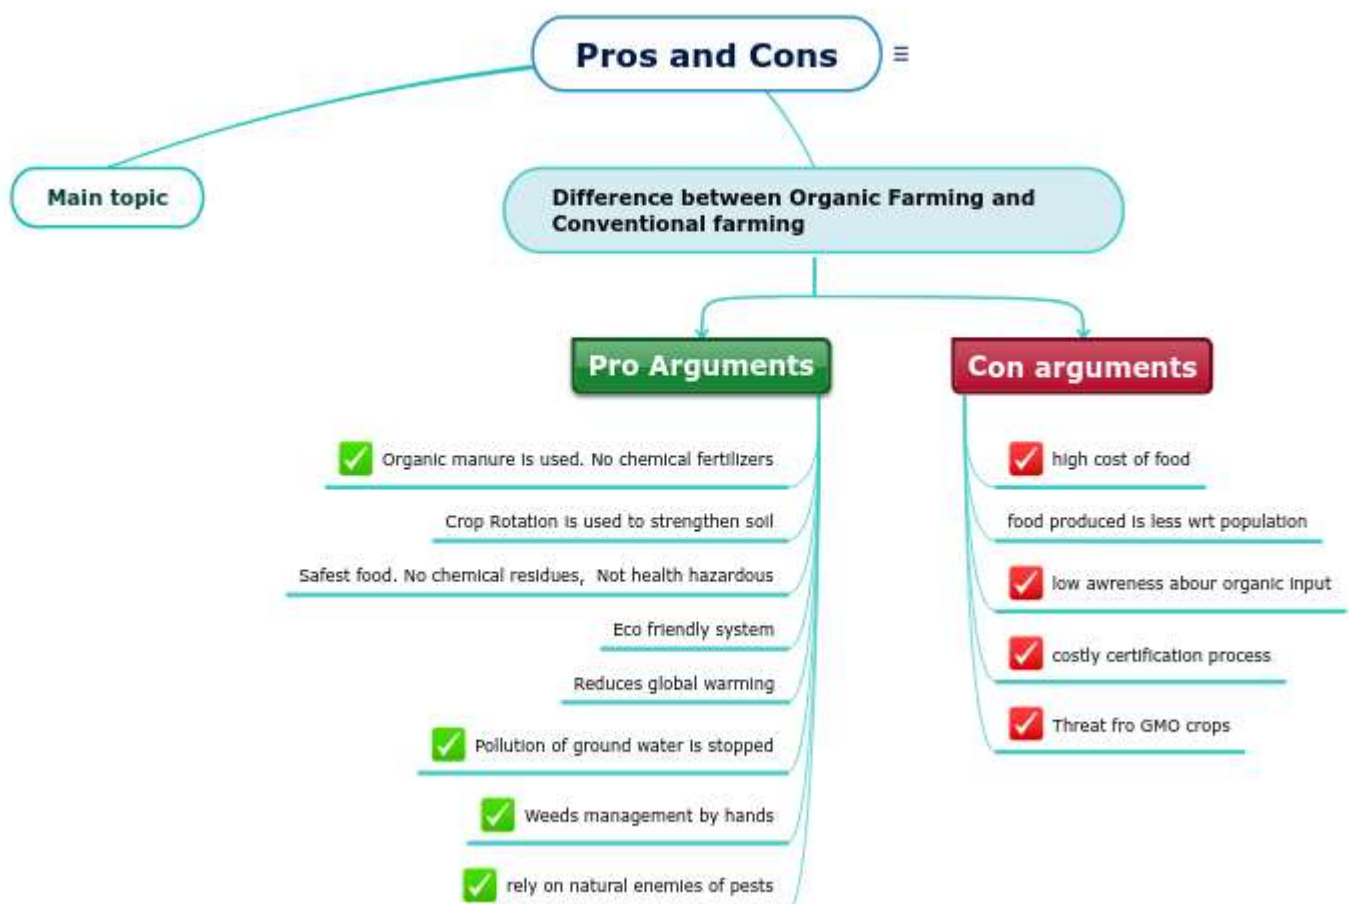 Pros and Cons
Main topic
Difference between Organic Farming and
Conventional farming
Pro Arguments
Con arguments
Organic manure is used. No chemical fertilizers
Crop Rotation is used to strengthen soil
Safest food. No chemical residues, Not health hazardous
Eco friendly system
Reduces global warming
Pollution of ground water is stopped
Weeds management by hands
rely on natural enemies of pests
high cost of food
food produced is less wrt population
low awreness abour organic input
costly certification process
Threat fro GMO crops